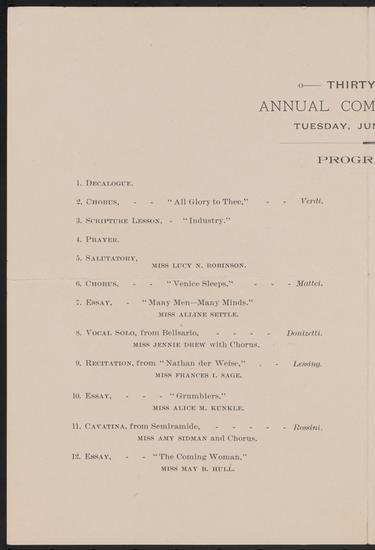 o—— THIRTY
ANNUAL COM
TUESDAY, JUN
PROGR
1. DECALOGUE.
2. CHORUS, - - "All Glory to Thee," - - Verdi.
3. SCRIPTURE LESSON, - "Industry."
4. PRAYER.
5. SALUTATORY,
MISS LUCY N. ROBINSON.
6. CHORUS, - - "Venice Sleeps," - - - Mattei.
7. ESSAY, - "Many Men—Many Minds."
MISS ALLINE SETTLE.
8. VOCAL SOLO, from Belisario, - - - - Donizetti.
MISS JENNIE DREW with Chorus.
9. RECITATION, from "Nathan der Weise," - - Lessing.
MISS FRANCES I. SAGE.
10. ESSAY, - - - "Grumblers,"
MISS ALICE M. KUNKLE.
11. CAVATINA, from Semiramide, - - - - - Rossini.
MISS AMY SIDMAN and Chorus.
12. ESSAY, - - "The Coming Woman,"
MISS MAY R. HULL.